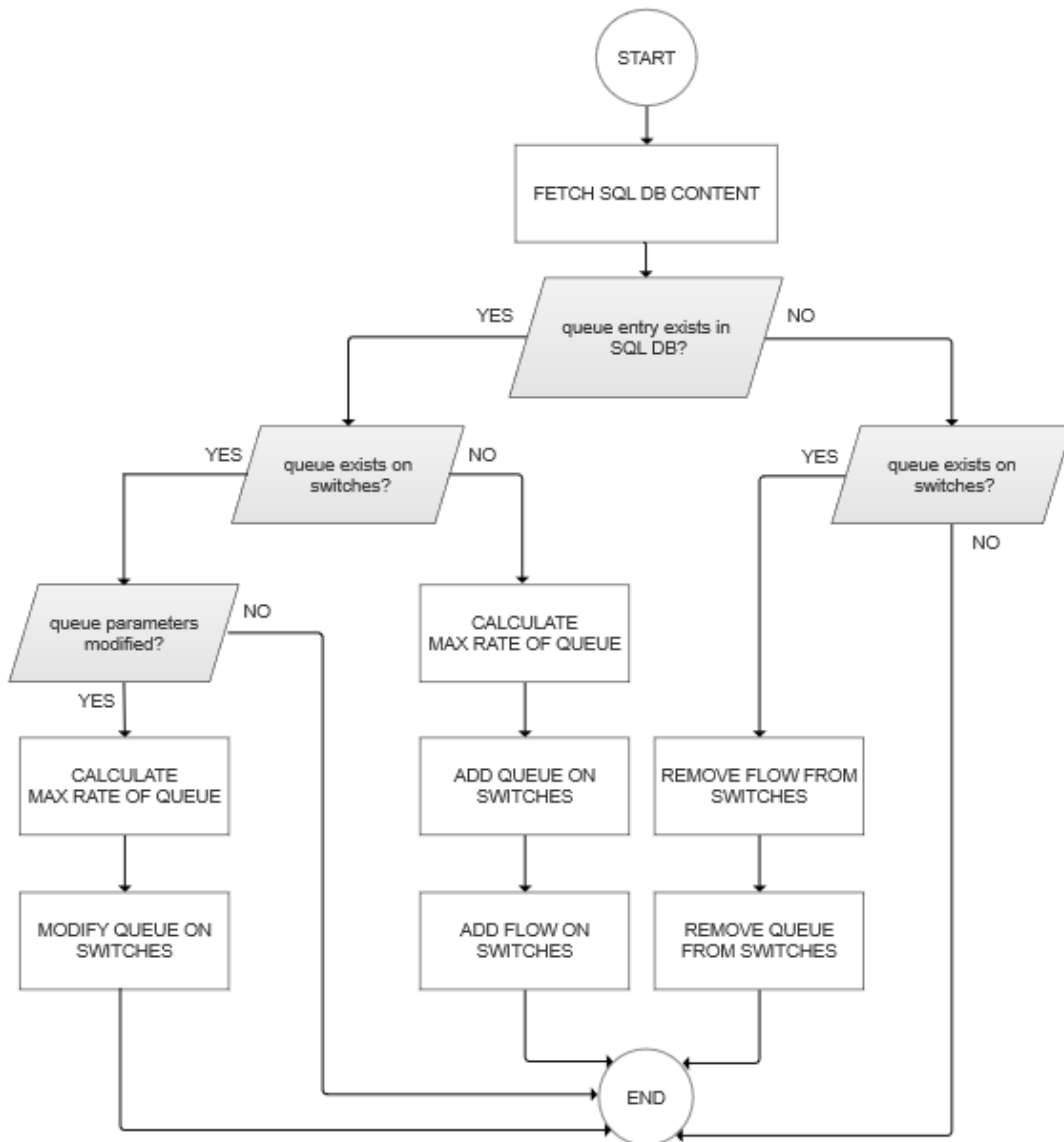 START
FETCH SQL DB CONTENT
YES
queue entry exists in
SQL DB?
NO
YES
queue exists on
switches?
NO
YES
queue exists on
switches?
NO
queue parameters
modified?
NO
YES
CALCULATE
MAX RATE OF QUEUE
CALCULATE
MAX RATE OF QUEUE
ADD QUEUE ON
SWITCHES
REMOVE FLOW FROM
SWITCHES
MODIFY QUEUE ON
SWITCHES
ADD FLOW ON
SWITCHES
REMOVE QUEUE
FROM SWITCHES
END